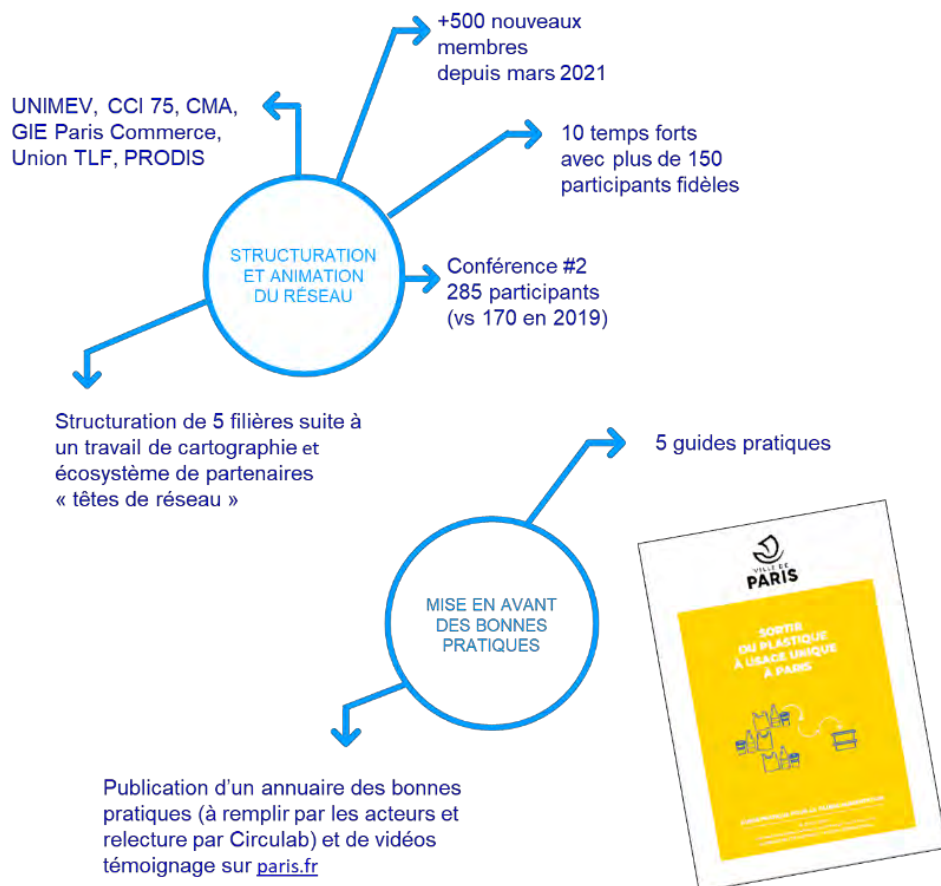 +500 nouveaux
membres
depuis mars 2021
UNIMEV, CCI 75, CMA,
GIE Paris Commerce,
Union TLF, PRODIS
10 temps forts
avec plus de 150
participants fidèles
STRUCTURATION
ET ANIMATION
DU RÉSEAU
Conférence #2
285 participants
(vs 170 en 2019)
Structuration de 5 filières suite à
un travail de cartographie et
écosystème de partenaires
« têtes de réseau »
5 guides pratiques
MISE EN AVANT
DES BONNES
PRATIQUES
VILLE DE
PARIS
SORTIR
DU PLASTIQUE
À USAGE UNIQUE
À PARIS
Publication d’un annuaire des bonnes
pratiques (à remplir par les acteurs et
relecture par Circulab) et de vidéos
témoignage sur paris.fr